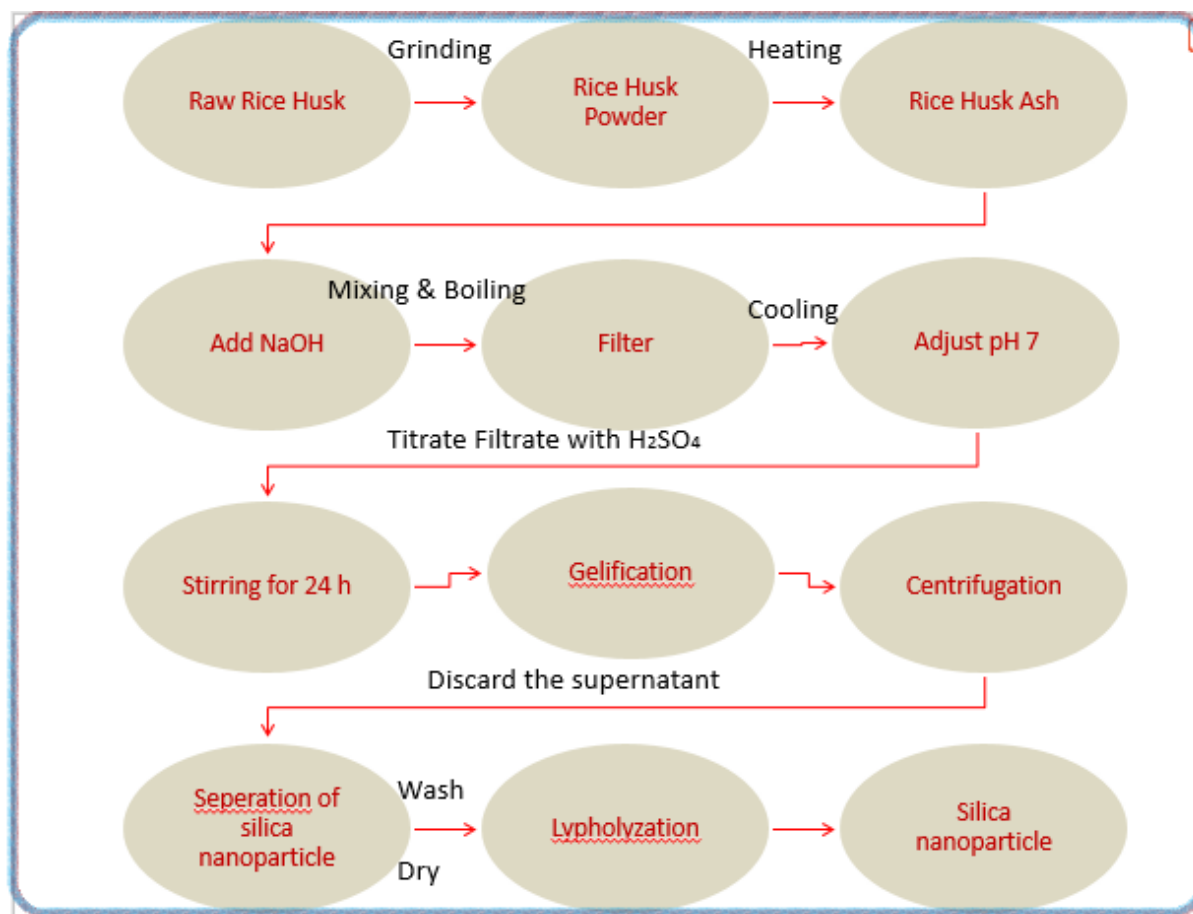 Grinding
Heating
Raw Rice Husk
Rice Husk
Powder
Rice Husk Ash
Mixing & Boiling
Cooling
Add NaOH
Filter
Adjust pH 7
Titrate Filtrate with H₂SO₄
Stirring for 24 h
Gelification
Centrifugation
Discard the supernatant
Seperation of
silica
nanoparticle
Wash
Dry
Lvpholyzation
Silica
nanoparticle